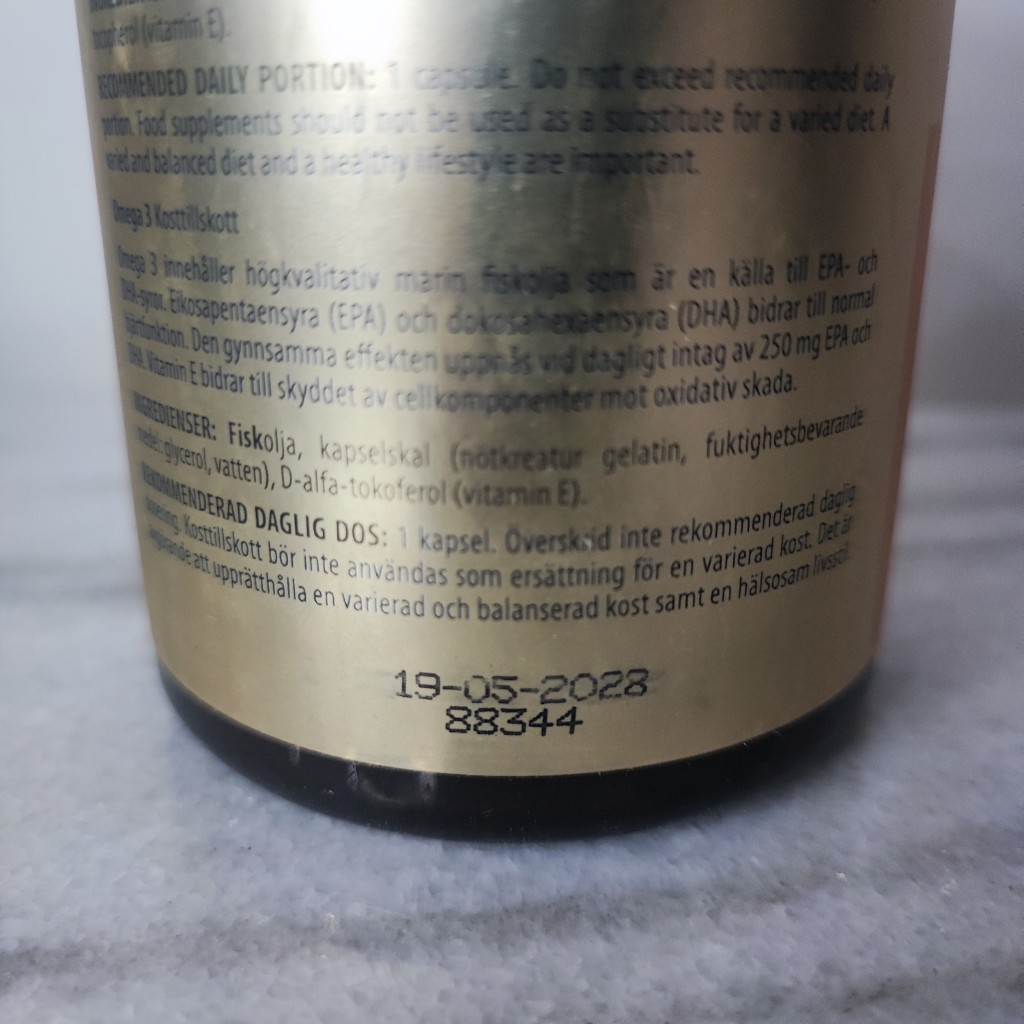 tocopherol (vitamin E).
RECOMMENDED DAILY PORTION: 1 capsule. Do not exceed recommended daily
portion. Food supplements should not be used as a substitute for a varied diet. A
varied and balanced diet and a healthy lifestyle are important.
Omega 3 Kosttillskott
Omega 3 innehåller högkvalitativ marin fiskolja som är en källa till EPA- och
DHA-syror. Eikosapentaensyra (EPA) och dokosahexaensyra (DHA) bidrar till normal
hjärtfunktion. Den gynnsamma effekten uppnås vid dagligt intag av 250 mg EPA och
DHA. Vitamin E bidrar till skyddet av cellkomponenter mot oxidativ skada.
INGREDIENSER: Fiskolja, kapselskal (nötkreatur gelatin, fuktighetsbevarande
medel: glycerol, vatten), D-alfa-tokoferol (vitamin E).
REKOMMENDERAD DAGLIG DOS: 1 kapsel. Överskrid inte rekommenderad daglig
dosering. Kosttillskott bör inte användas som ersättning för en varierad kost. Det är
avgörande att upprätthålla en varierad och balanserad kost samt en hälsosam livsstil.
19-05-2028
88344